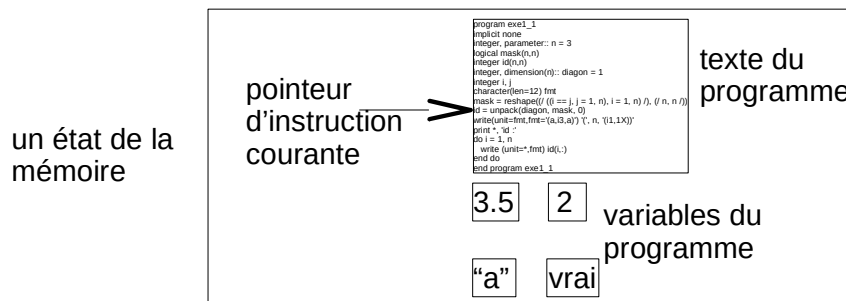 program exe1_1
implicit none
integer, parameter:: n = 3
logical mask(n,n)
integer id(n,n)
integer, dimension(n):: diagon = 1
integer i, j
character(len=12) fmt
mask = reshape((/ ((i == j, j = 1, n), i = 1, n) /), (/ n, n /))
id = unpack(diagon, mask, 0)
write(unit=fmt,fmt='(a,i3,a)') '(', n, '(i1,1X))'
print *, 'id :'
do i = 1, n
write (unit=*,fmt) id(i,:)
end do
end program exe1_1
texte du
programme
pointeur
d'instruction
courante
un état de la
mémoire
3.5 2
variables du
programme
“a” vrai